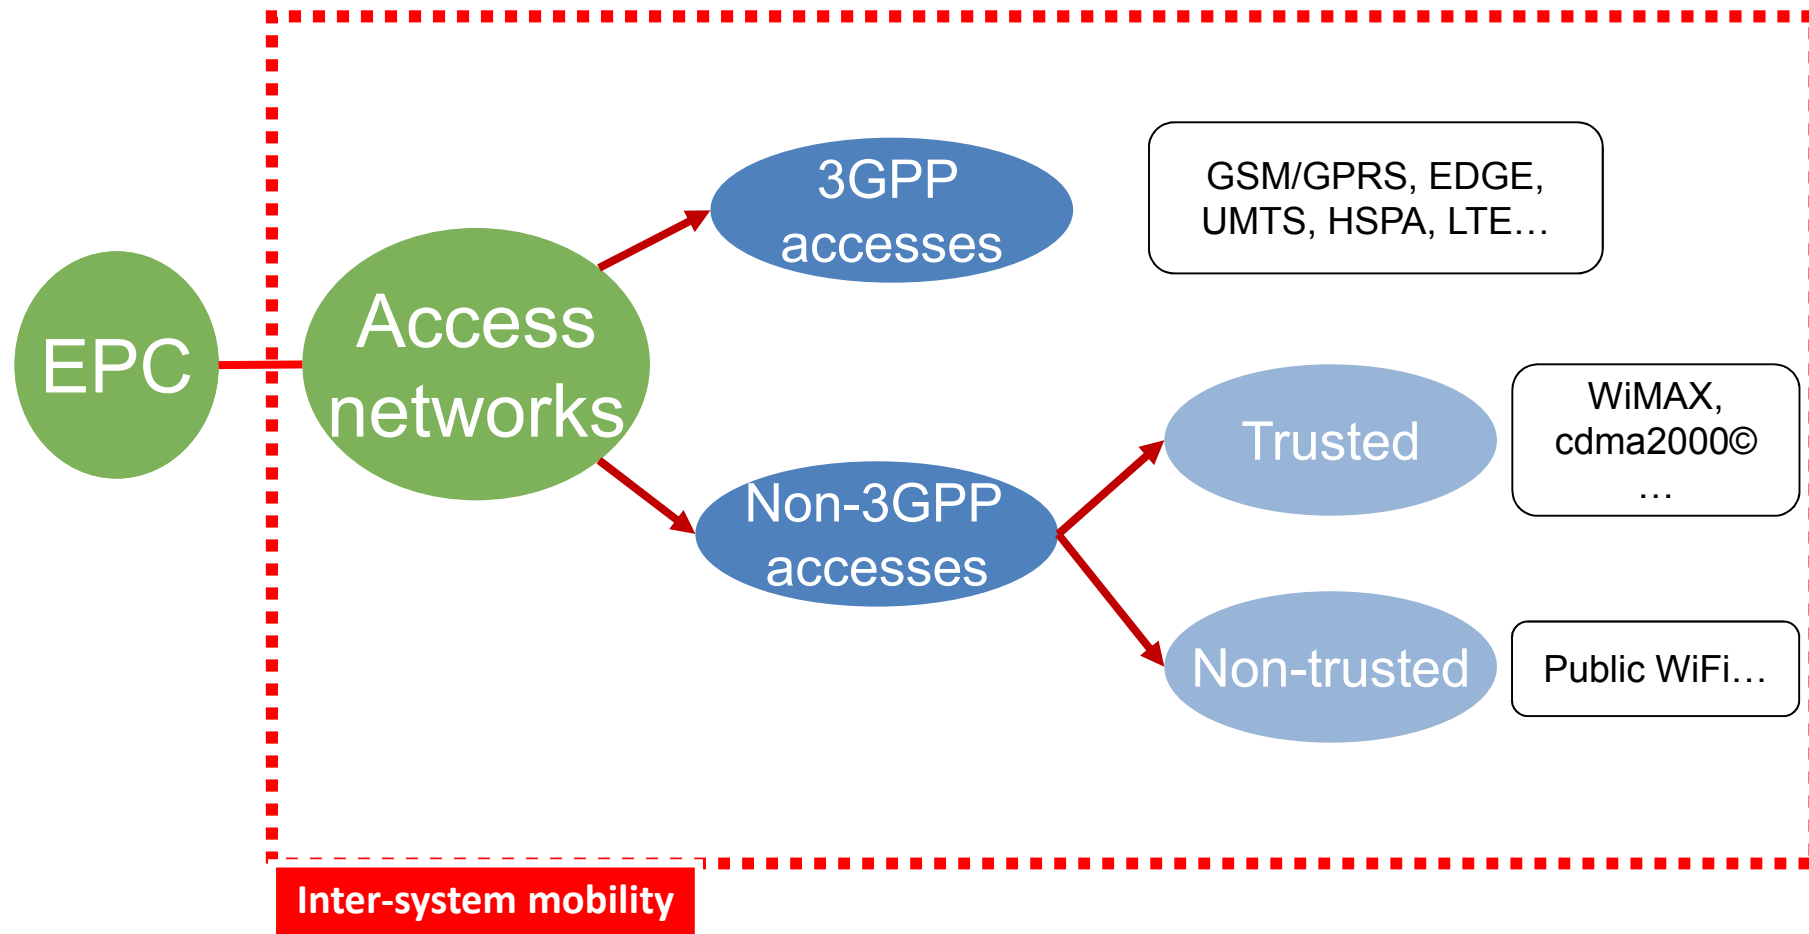 EPC
Access
networks
3GPP
accesses
GSM/GPRS, EDGE,
UMTS, HSPA, LTE…
Non-3GPP
accesses
Trusted
WiMAX,
cdma2000©
…
Non-trusted
Public WiFi…
Inter-system mobility